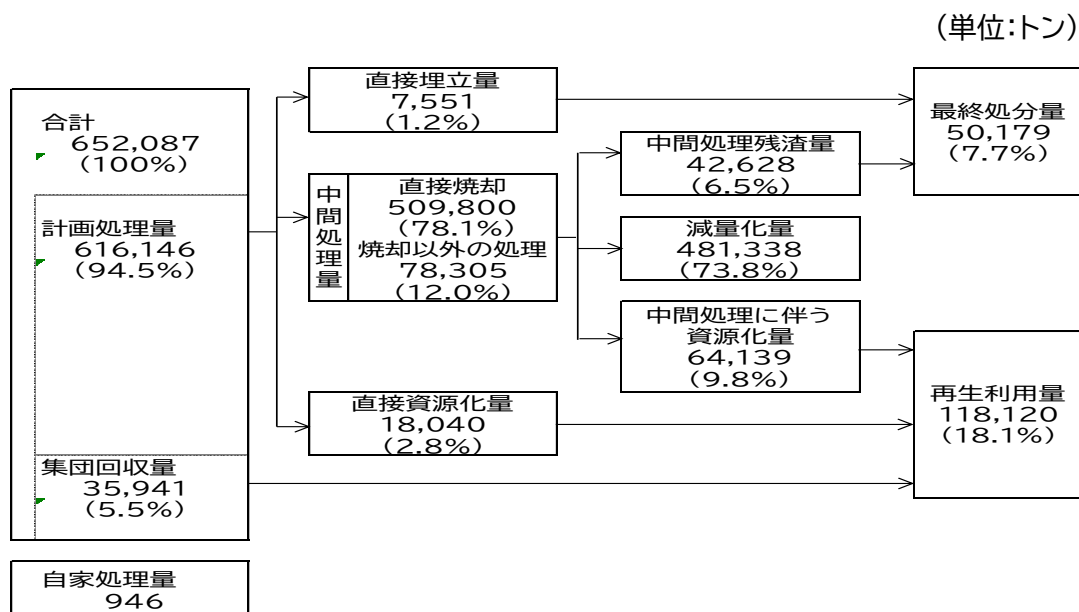 （単位：トン）
合計
652,087
(100%)
計画処理量
616,146
(94.5%)
集団回収量
35,941
(5.5%)
自家処理量
946
直接埋立量
7,551
(1.2%)
中間処理量
直接焼却
509,800
(78.1%)
焼却以外の処理
78,305
(12.0%)
直接資源化量
18,040
(2.8%)
中間処理残渣量
42,628
(6.5%)
減量化量
481,338
(73.8%)
中間処理に伴う
資源化量
64,139
(9.8%)
最終処分量
50,179
(7.7%)
再生利用量
118,120
(18.1%)